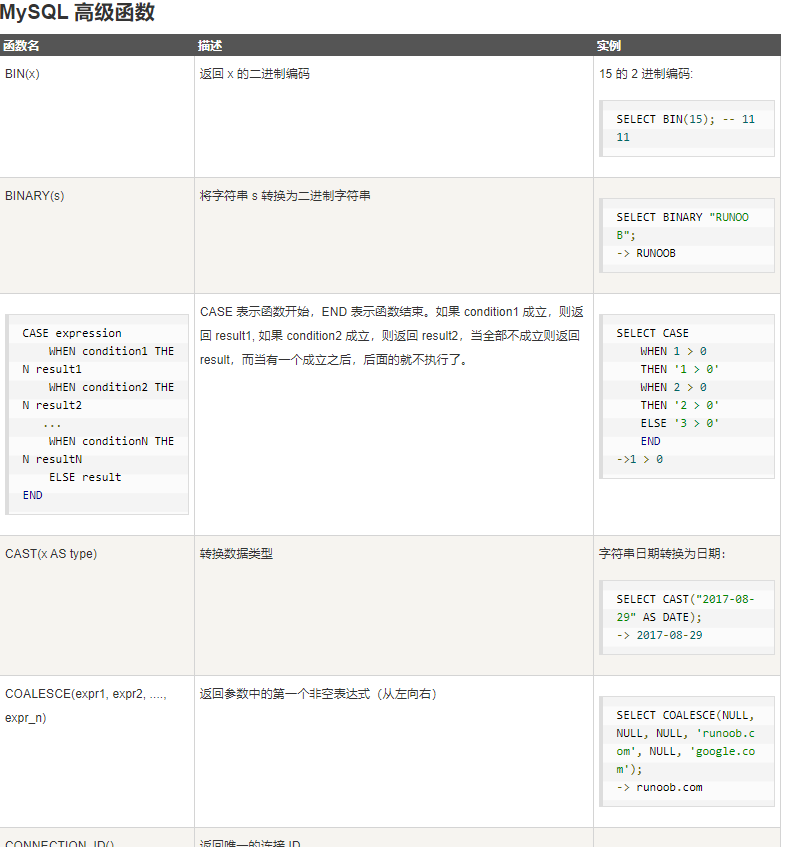 MySQL 高级函数
函数名 描述 实例
BIN(x) 返回 x 的二进制编码 15 的 2 进制编码:
SELECT BIN(15); -- 11
11
BINARY(s) 将字符串 s 转换为二进制字符串
SELECT BINARY "RUNOO
B";
-> RUNOOB
CASE expression
WHEN condition1 THE
N result1
WHEN condition2 THE
N result2
...
WHEN conditionN THE
N resultN
ELSE result
END
CASE 表示函数开始，END 表示函数结束。如果 condition1 成立，则返
回 result1, 如果 condition2 成立，则返回 result2，当全部不成立则返回
result，而当有一个成立之后，后面的就不执行了。
SELECT CASE
WHEN 1 > 0
THEN '1 > 0'
WHEN 2 > 0
THEN '2 > 0'
ELSE '3 > 0'
END
->1 > 0
CAST(x AS type) 转换数据类型 字符串日期转换为日期：
SELECT CAST("2017-08-
29" AS DATE);
-> 2017-08-29
COALESCE(expr1, expr2, ....,
expr_n)
返回参数中的第一个非空表达式（从左向右）
SELECT COALESCE(NULL,
NULL, NULL, 'runoob.c
om', NULL, 'google.co
m');
-> runoob.com
CONNECTION_ID() 返回唯一的连接 ID